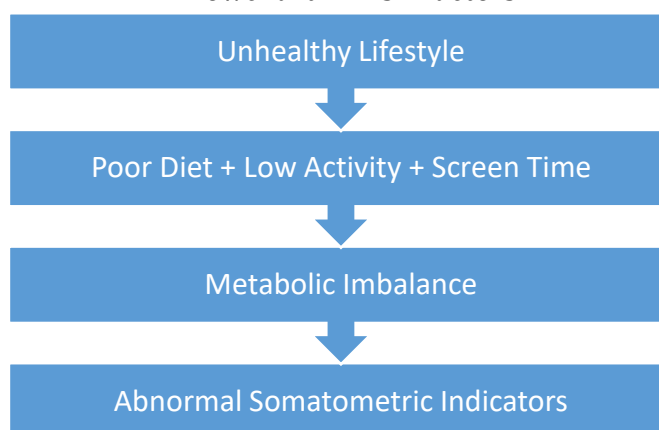 Unhealthy Lifestyle
Poor Diet + Low Activity + Screen Time
Metabolic Imbalance
Abnormal Somatometric Indicators